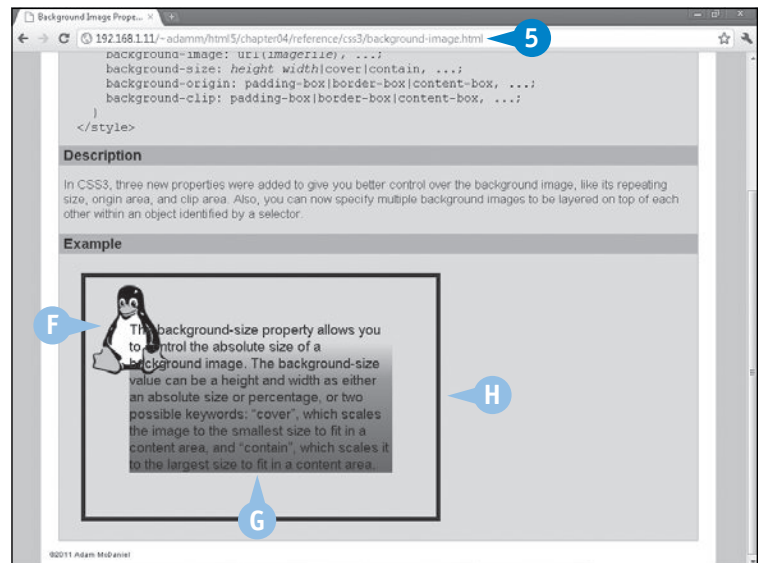 Background Image Prope...
192.168.1.11/~adamm/html5/chapter04/reference/css3/background-image.html
5
background-image: url(imagefile), ...;
background-size: height width|cover|contain, ...;
background-origin: padding-box|border-box|content-box, ...;
background-clip: padding-box|border-box|content-box, ...;
}
</style>
Description
In CSS3, three new properties were added to give you better control over the background image, like its repeating
size, origin area, and clip area. Also, you can now specify multiple background images to be layered on top of each
other within an object identified by a selector.
Example
F
The background-size property allows you
to control the absolute size of a
background image. The background-size
value can be a height and width as either
an absolute size or percentage, or two
possible keywords: "cover", which scales
the image to the smallest size to fit in a
content area, and "contain", which scales it
to the largest size to fit in a content area.
H
G
©2011 Adam McDaniel